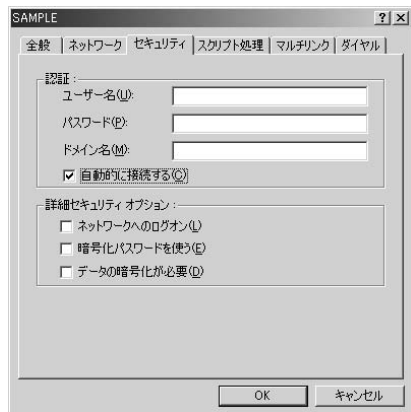 SAMPLE
全般 ネットワーク セキュリティ スクリプト処理 マルチリンク ダイヤル
認証:
ユーザー名(U):
パスワード(P):
ドメイン名(M):
自動的に接続する(C)
詳細セキュリティ オプション:
ネットワークへのログオン(L)
暗号化パスワードを使う(E)
データの暗号化が必要(D)
OK キャンセル